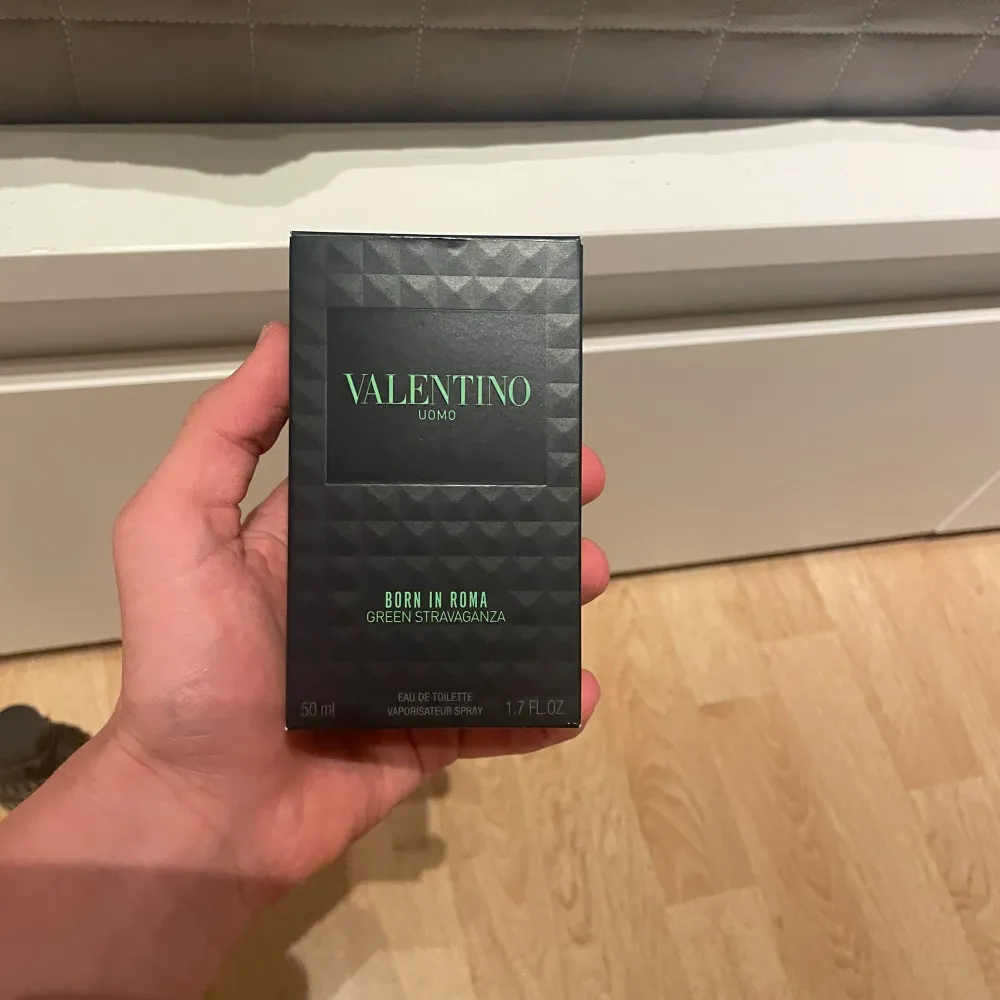 VALENTINO
UOMO
BORN IN ROMA
GREEN STRAVAGANZA
EAU DE TOILETTE
50 ml VAPORISATEUR SPRAY 1.7 FL.OZ.